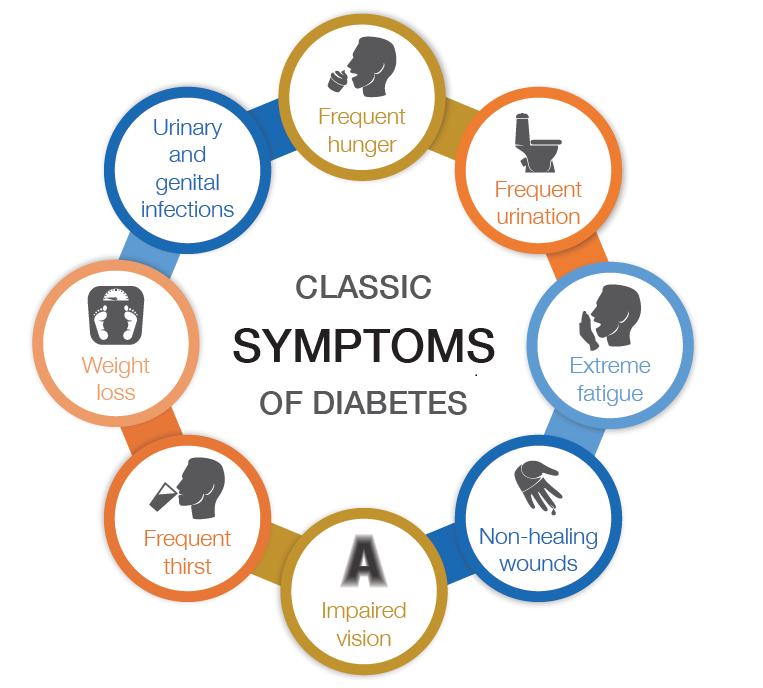 CLASSIC
SYMPTOMS
OF DIABETES
Frequent
hunger
Frequent
urination
Extreme
fatigue
Non-healing
wounds
A
Impaired
vision
Frequent
thirst
Weight
loss
Urinary
and
genital
infections